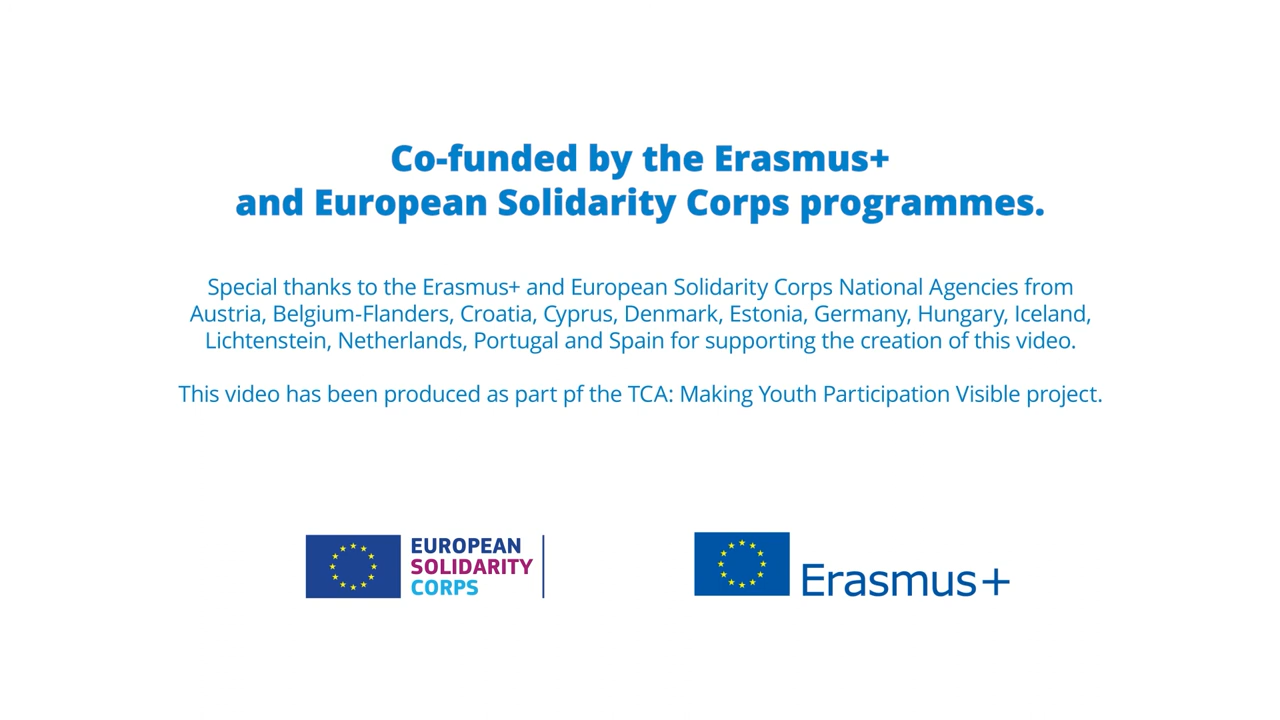 Co-funded by the Erasmus+
and European Solidarity Corps programmes.
Special thanks to the Erasmus+ and European Solidarity Corps National Agencies from
Austria, Belgium-Flanders, Croatia, Cyprus, Denmark, Estonia, Germany, Hungary, Iceland,
Lichtenstein, Netherlands, Portugal and Spain for supporting the creation of this video.
This video has been produced as part pf the TCA: Making Youth Participation Visible project.
EUROPEAN
SOLIDARITY
CORPS
Erasmus+